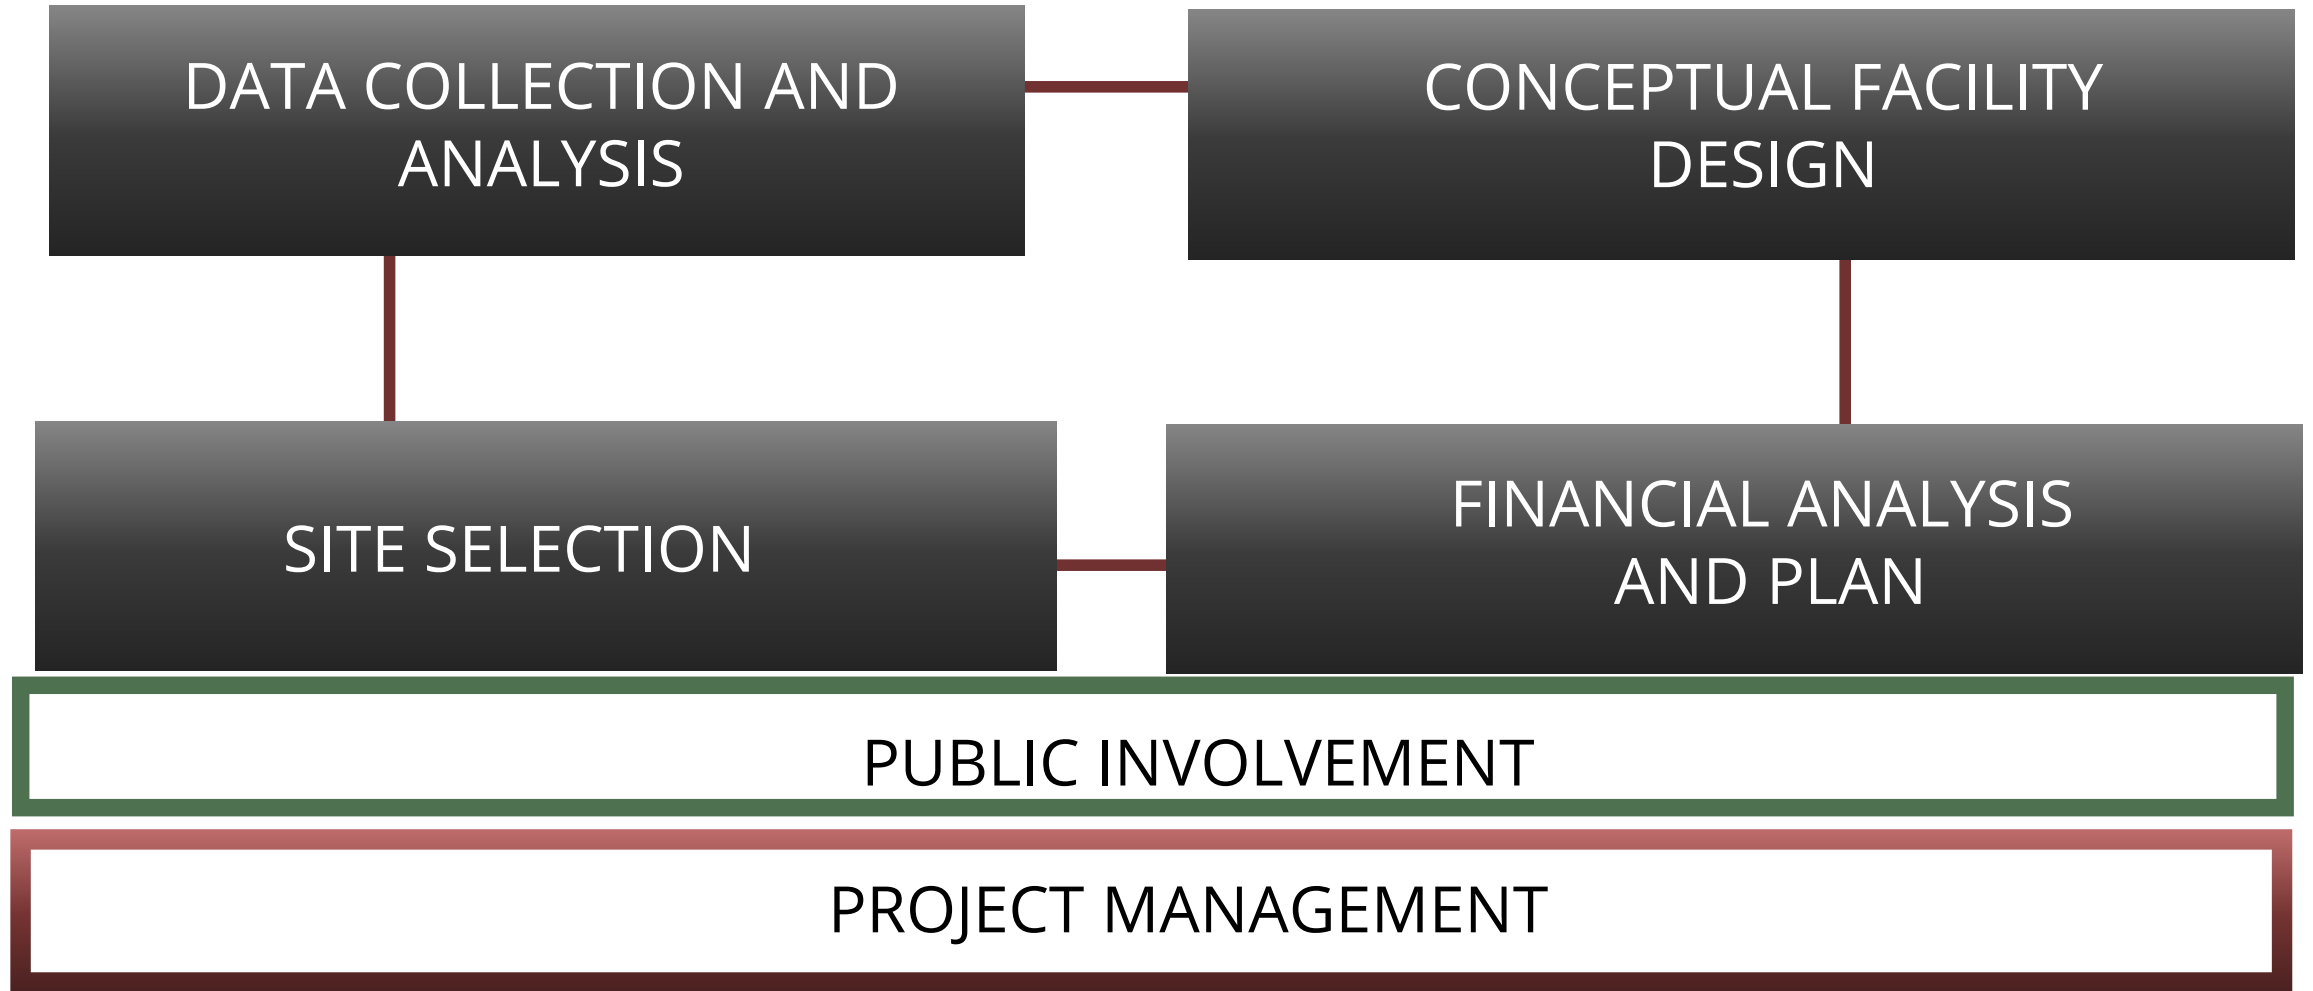 DATA COLLECTION AND
ANALYSIS
CONCEPTUAL FACILITY
DESIGN
SITE SELECTION
FINANCIAL ANALYSIS
AND PLAN
PUBLIC INVOLVEMENT
PROJECT MANAGEMENT